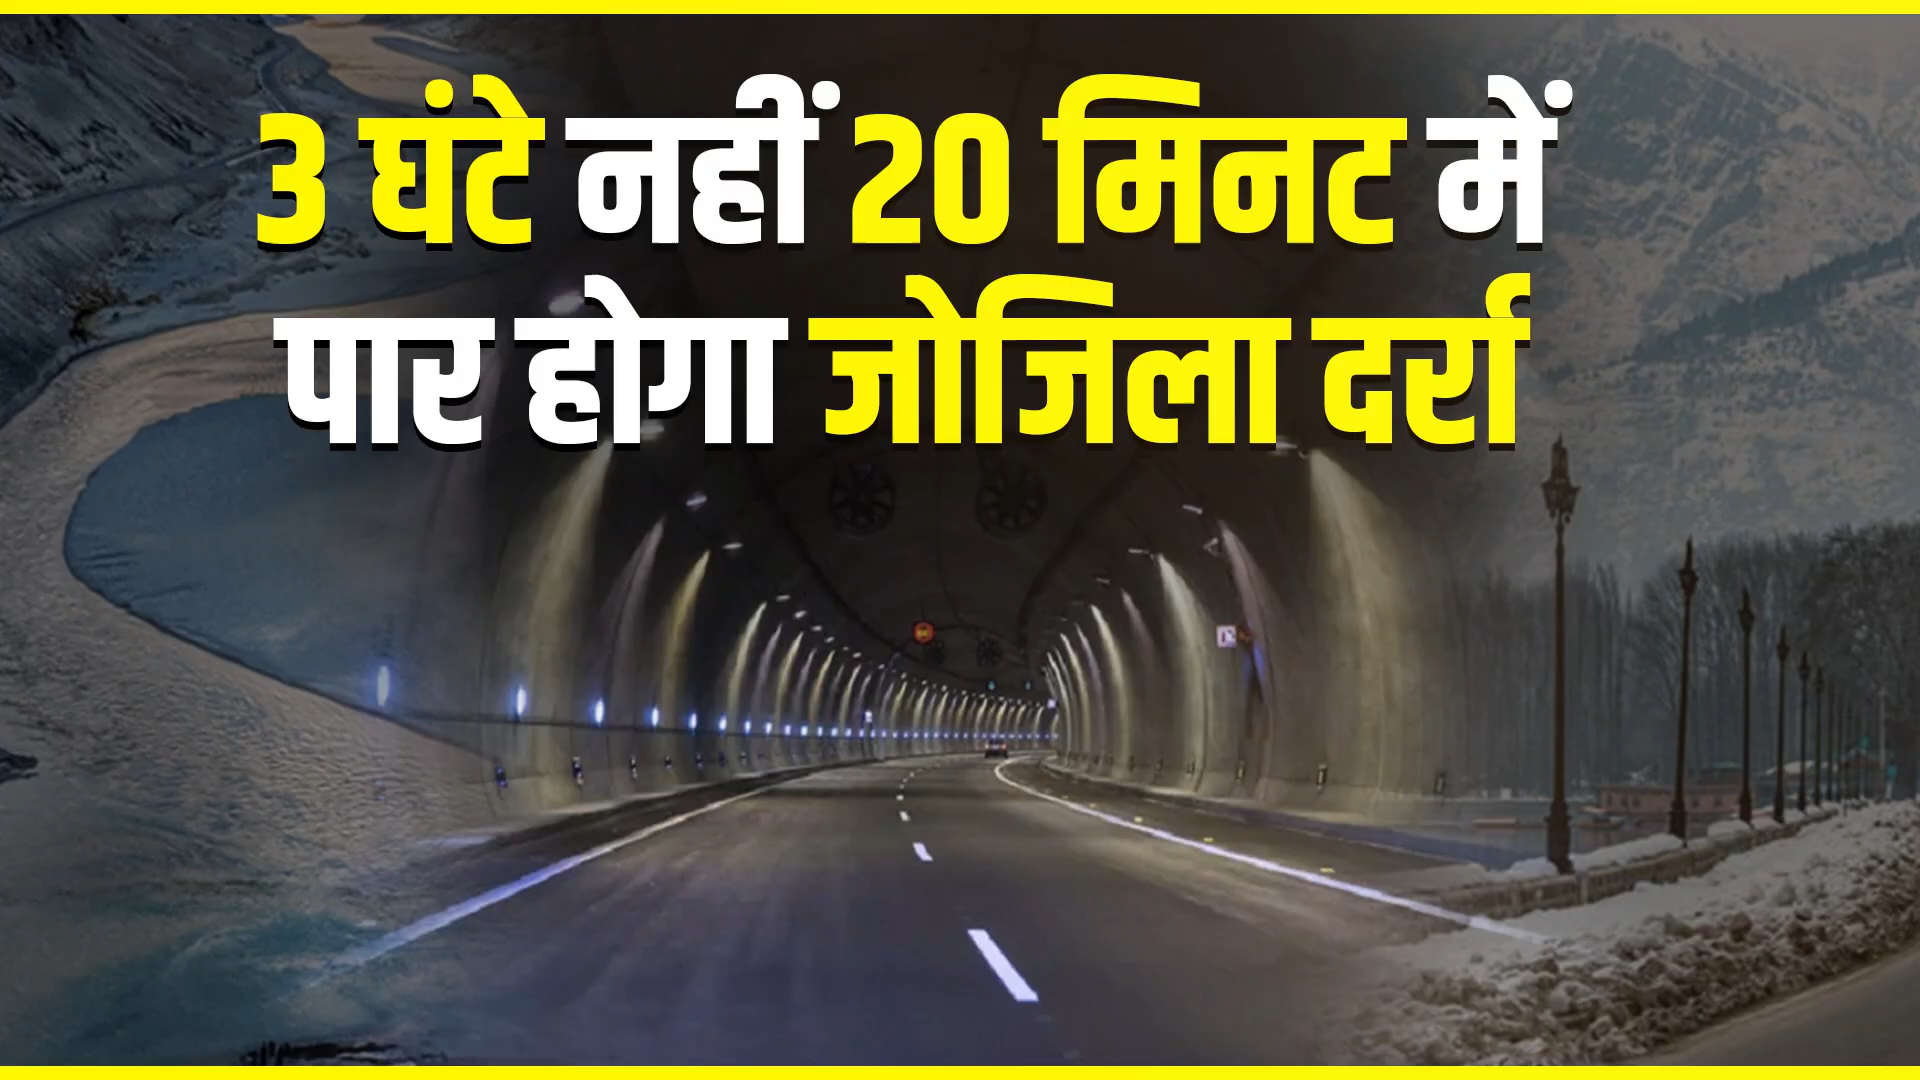 3 घंटे नहीं 20 मिनट में
पार होगा जोजिला दर्रा